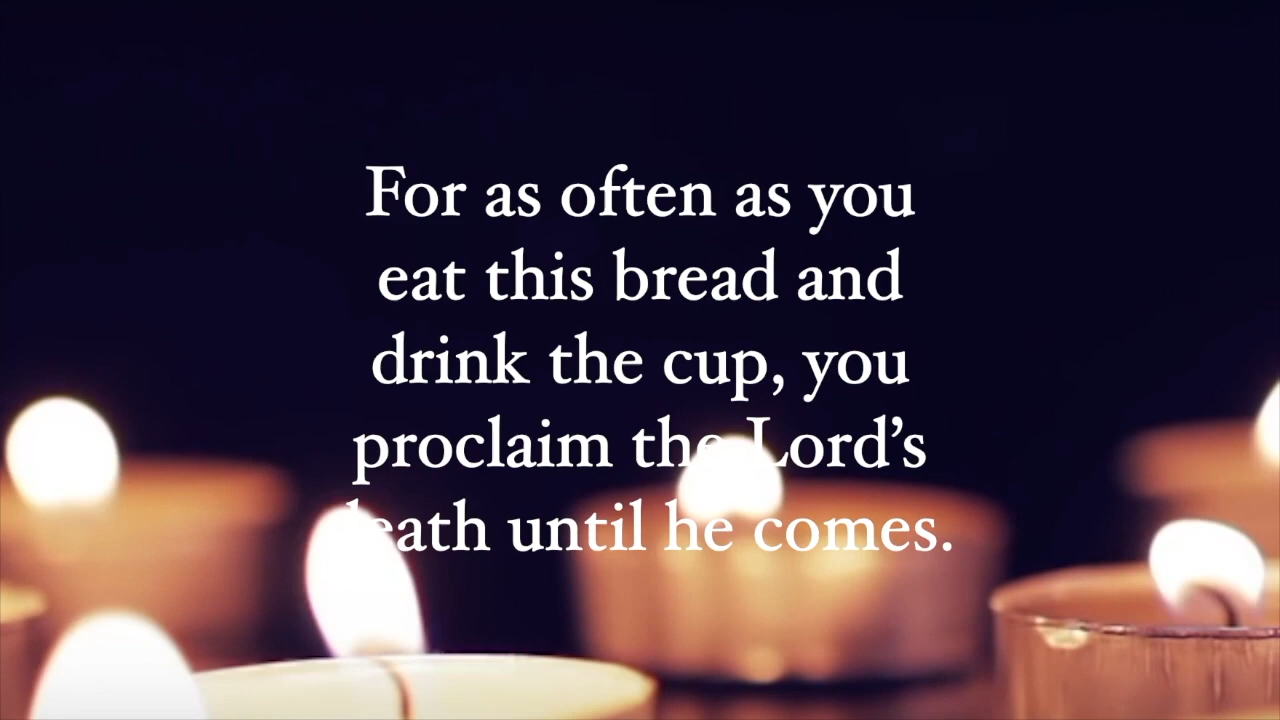 For as often as you
eat this bread and
drink the cup, you
proclaim the Lord’s
death until he comes.